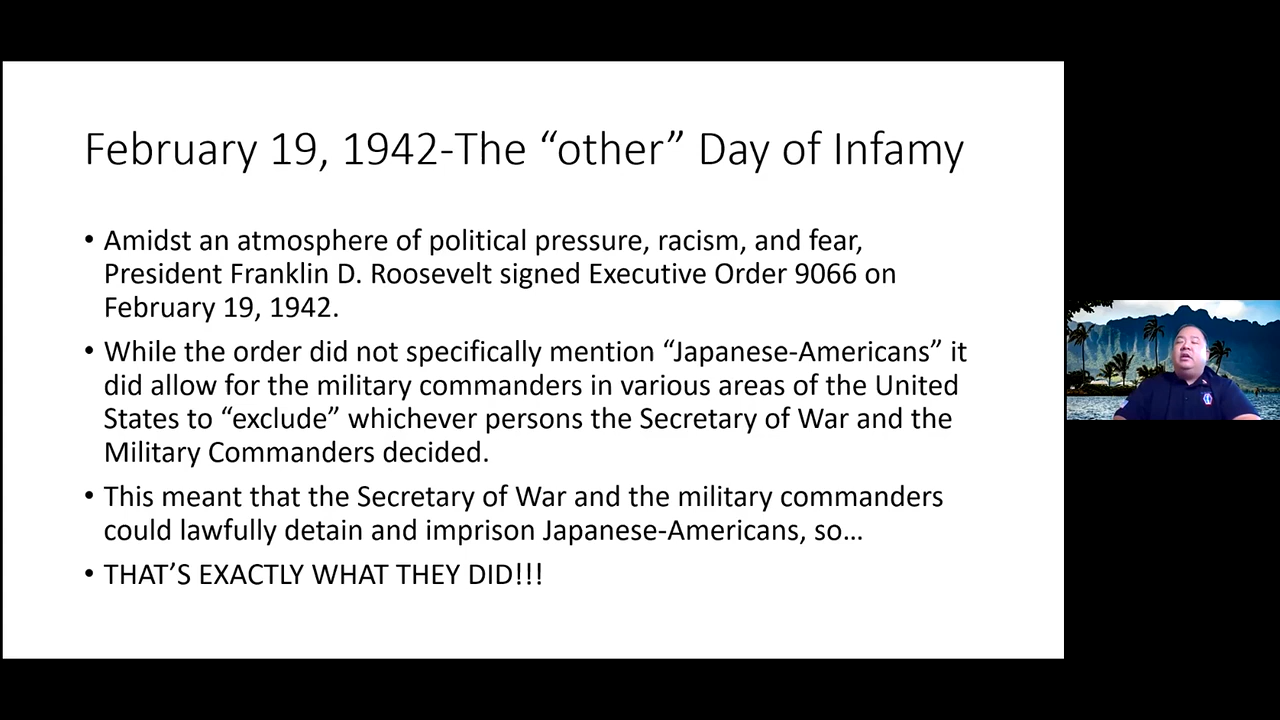 February 19, 1942-The “other” Day of Infamy
• Amidst an atmosphere of political pressure, racism, and fear,
President Franklin D. Roosevelt signed Executive Order 9066 on
February 19, 1942.
• While the order did not specifically mention “Japanese-Americans” it
did allow for the military commanders in various areas of the United
States to “exclude” whichever persons the Secretary of War and the
Military Commanders decided.
• This meant that the Secretary of War and the military commanders
could lawfully detain and imprison Japanese-Americans, so…
• THAT’S EXACTLY WHAT THEY DID!!!